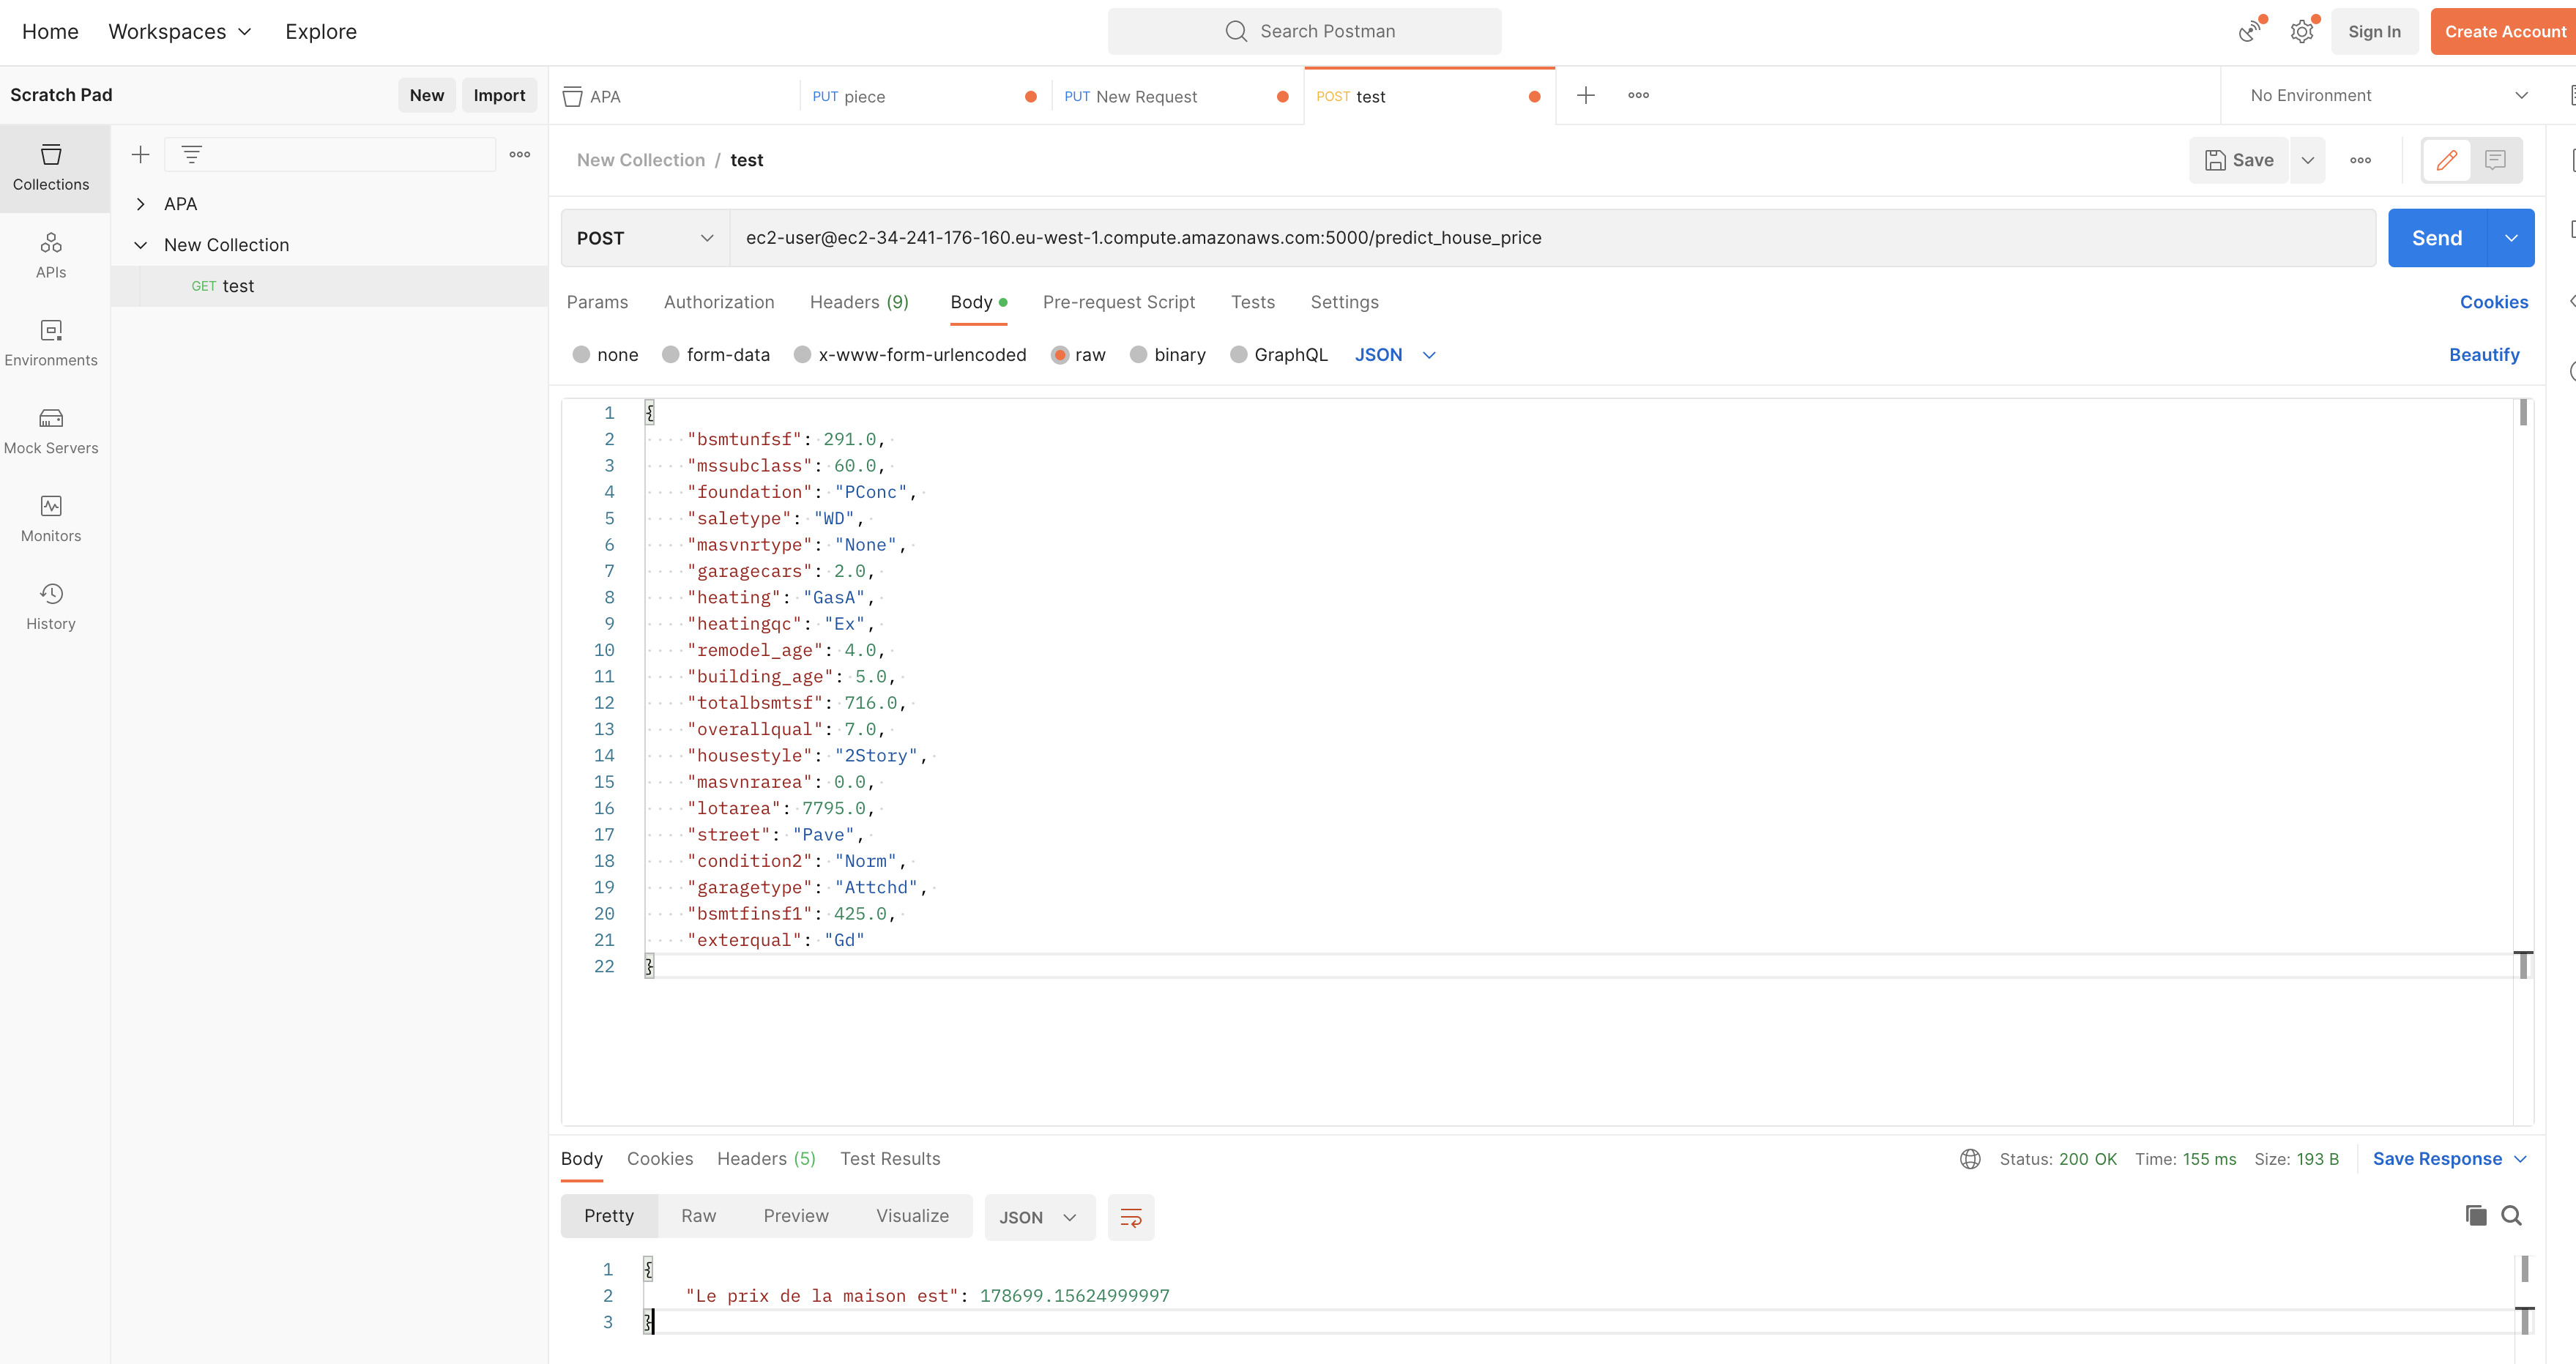 Home Workspaces Explore Search Postman Sign In Create Account
Scratch Pad New Import APA PUT piece PUT New Request POST test No Environment
Collections
APIs
Environments
Mock Servers
Monitors
History
APA
New Collection
GET test
New Collection / test Save
POST ec2-user@ec2-34-241-176-160.eu-west-1.compute.amazonaws.com:5000/predict_house_price Send
Params Authorization Headers (9) Body Pre-request Script Tests Settings Cookies
none form-data x-www-form-urlencoded raw binary GraphQL JSON Beautify
1 {
2 "bsmtunfsf": 291.0,
3 "mssubclass": 60.0,
4 "foundation": "PConc",
5 "saletype": "WD",
6 "masvnrtype": "None",
7 "garagecars": 2.0,
8 "heating": "GasA",
9 "heatingqc": "Ex",
10 "remodel_age": 4.0,
11 "building_age": 5.0,
12 "totalbsmtsf": 716.0,
13 "overallqual": 7.0,
14 "housestyle": "2Story",
15 "masvnrarea": 0.0,
16 "lotarea": 7795.0,
17 "street": "Pave",
18 "condition2": "Norm",
19 "garagetype": "Attchd",
20 "bsmtfinsf1": 425.0,
21 "exterqual": "Gd"
22 }
Body Cookies Headers (5) Test Results Status: 200 OK Time: 155 ms Size: 193 B Save Response
Pretty Raw Preview Visualize JSON
1 {
2 "Le prix de la maison est": 178699.15624999997
3 }